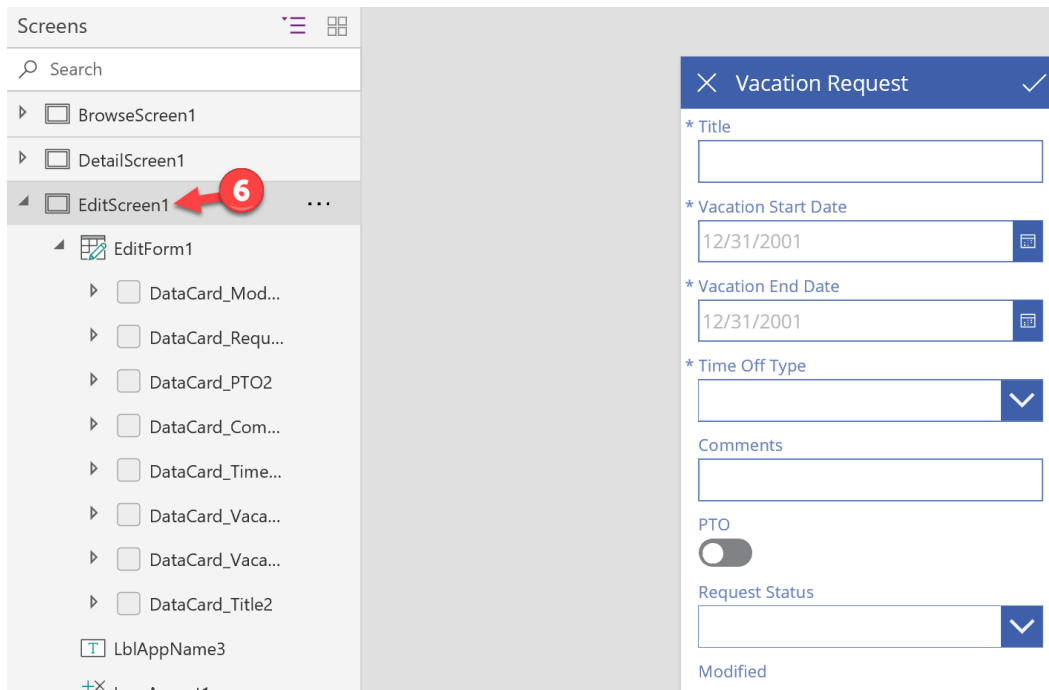 Screens
Search
BrowseScreen1
DetailScreen1
EditScreen1
6
...
EditForm1
DataCard_Mod...
DataCard_Requ...
DataCard_PTO2
DataCard_Com...
DataCard_Time...
DataCard_Vaca...
DataCard_Vaca...
DataCard_Title2
T LblAppName3
Vacation Request
* Title
* Vacation Start Date
12/31/2001
* Vacation End Date
12/31/2001
* Time Off Type
Comments
PTO
Request Status
Modified